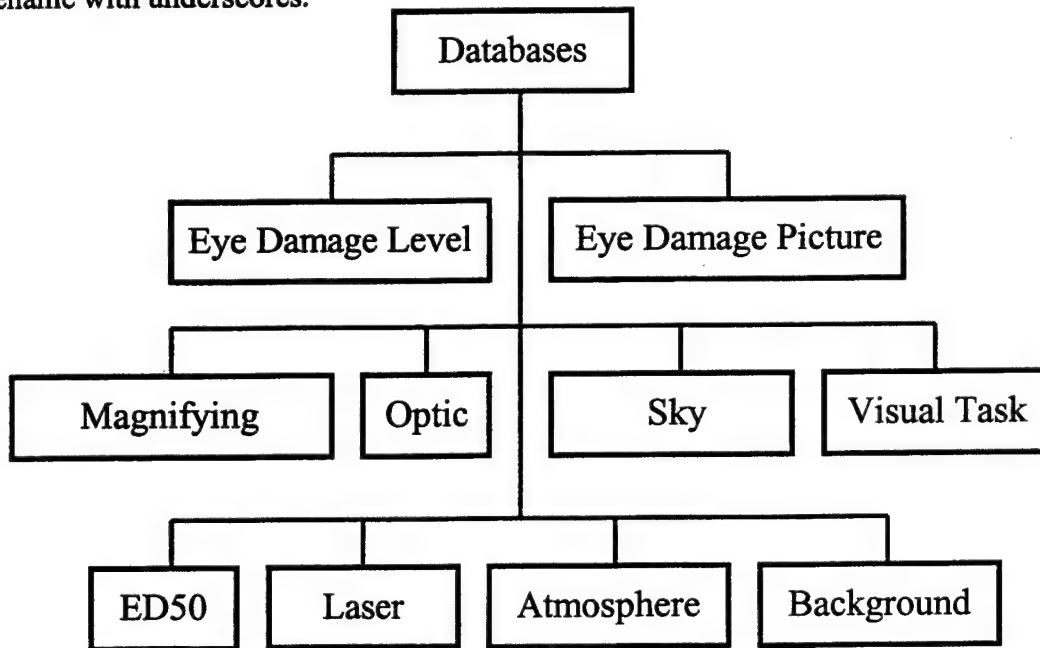 with underscores.
Databases
Eye Damage Level
Eye Damage Picture
Magnifying
Optic
Sky
Visual Task
ED50
Laser
Atmosphere
Background